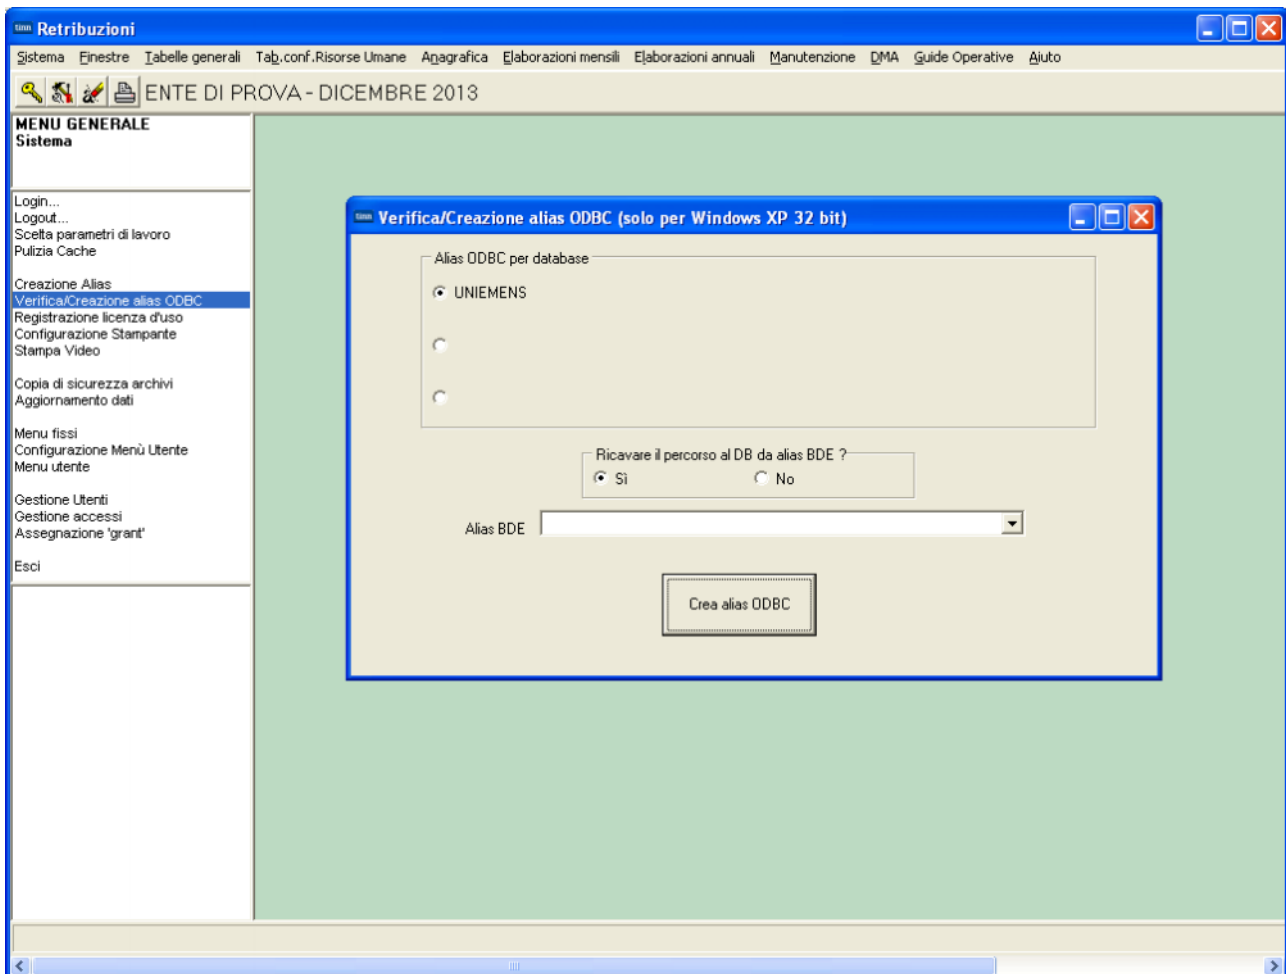 tinn Retribuzioni
Sistema Finestre Tabelle generali Tab.conf.Risorse Umane Anagrafica Elaborazioni mensili Elaborazioni annuali Manutenzione DMA Guide Operative Aiuto
ENTE DI PROVA - DICEMBRE 2013
MENU GENERALE
Sistema
Login...
Logout...
Scelta parametri di lavoro
Pulizia Cache
Creazione Alias
Verifica/Creazione alias ODBC
Registrazione licenza d'uso
Configurazione Stampante
Stampa Video
Copia di sicurezza archivi
Aggiornamento dati
Menu fissi
Configurazione Menù Utente
Menu utente
Gestione Utenti
Gestione accessi
Assegnazione 'grant'
Esci
tinn Verifica/Creazione alias ODBC (solo per Windows XP 32 bit)
Alias ODBC per database
UNIEMENS
Ricavare il percorso al DB da alias BDE ?
Sì No
Alias BDE
Crea alias ODBC